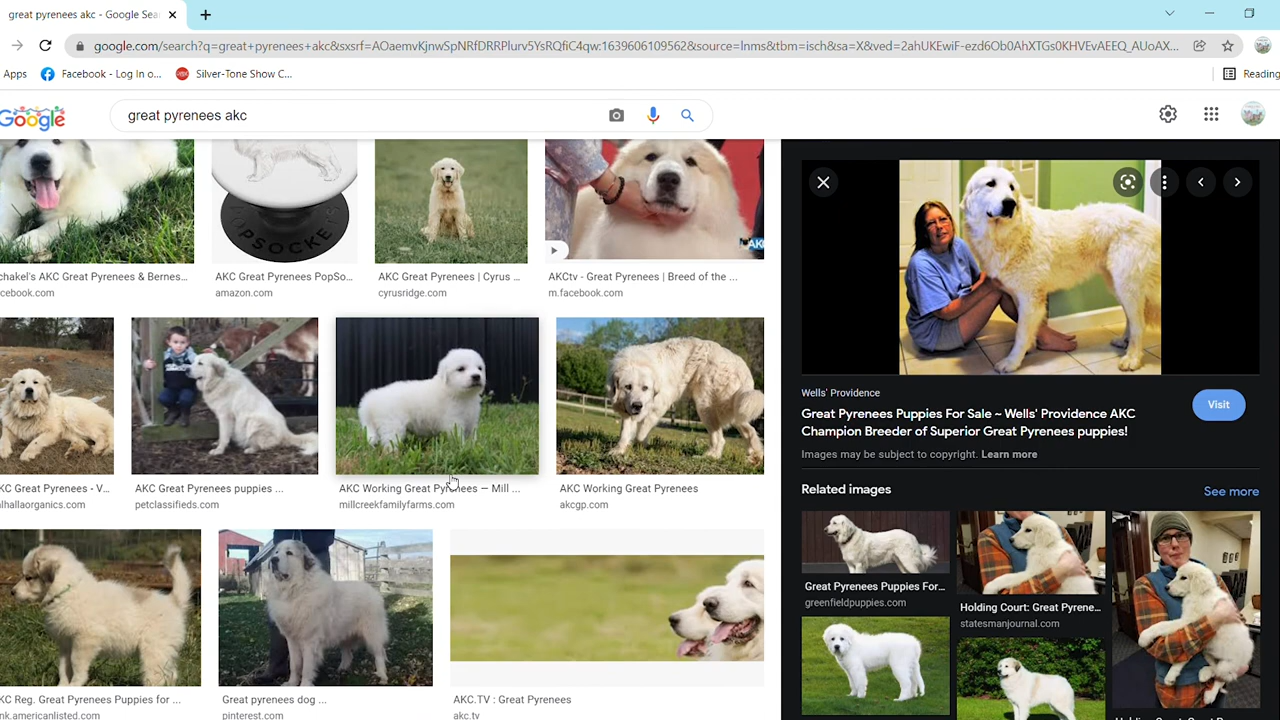 great pyrenees akc - Google Sea
google.com/search?q=great+pyrenees+akc&sxsrf=AOaemvKjnwSpNRfDRRPlurv5YsRQfiC4qw:1639606109562&source=lnms&tbm=isch&sa=X&ved=2ahUKEwiF-ezd6Ob0AhXTGs0KHVEvAEEQ_AUoAX...
Apps
Facebook - Log In o...
Silver-Tone Show C...
Reading
Google
great pyrenees akc
POPSOCKETS
AKC
chakel's AKC Great Pyrenees & Bernes...
cebook.com
AKC Great Pyrenees PopSo...
amazon.com
AKC Great Pyrenees | Cyrus ...
cyrusridge.com
AKCtv - Great Pyrenees | Breed of the ...
m.facebook.com
KC Great Pyrenees - V...
lhallaorganics.com
AKC Great Pyrenees puppies ...
petclassifieds.com
AKC Working Great Pyrenees — Mill ...
millcreekfamilyfarms.com
AKC Working Great Pyrenees
akcgp.com
KC Reg. Great Pyrenees Puppies for ...
nk.americanlisted.com
Great pyrenees dog ...
pinterest.com
AKC.TV : Great Pyrenees
akc.tv
Wells' Providence
Great Pyrenees Puppies For Sale ~ Wells' Providence AKC
Champion Breeder of Superior Great Pyrenees puppies!
Visit
Images may be subject to copyright. Learn more
Related images
See more
Great Pyrenees Puppies For...
greenfieldpuppies.com
Holding Court: Great Pyrene...
statesmanjournal.com